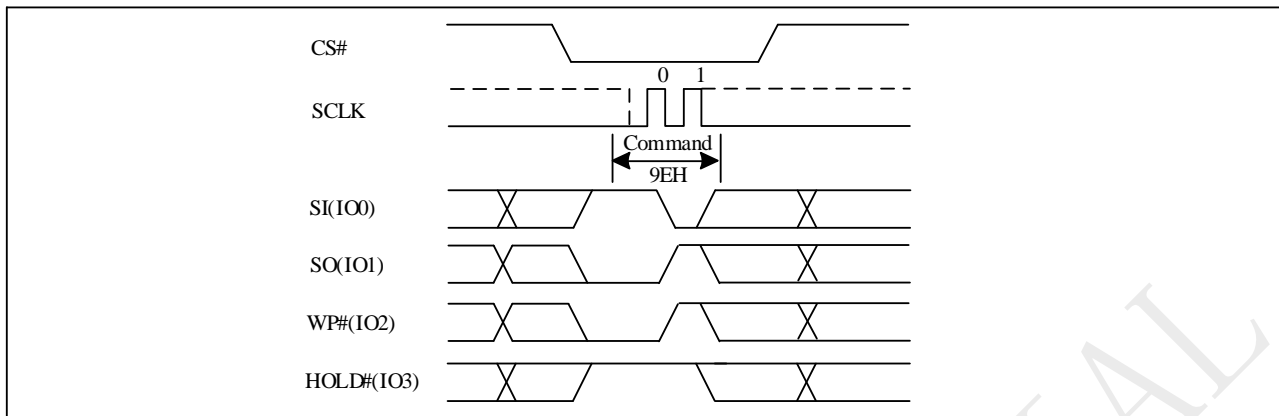 CS#
0 1
SCLK
Command
9EH
SI(IO0)
SO(IO1)
WP#(IO2)
HOLD#(IO3)